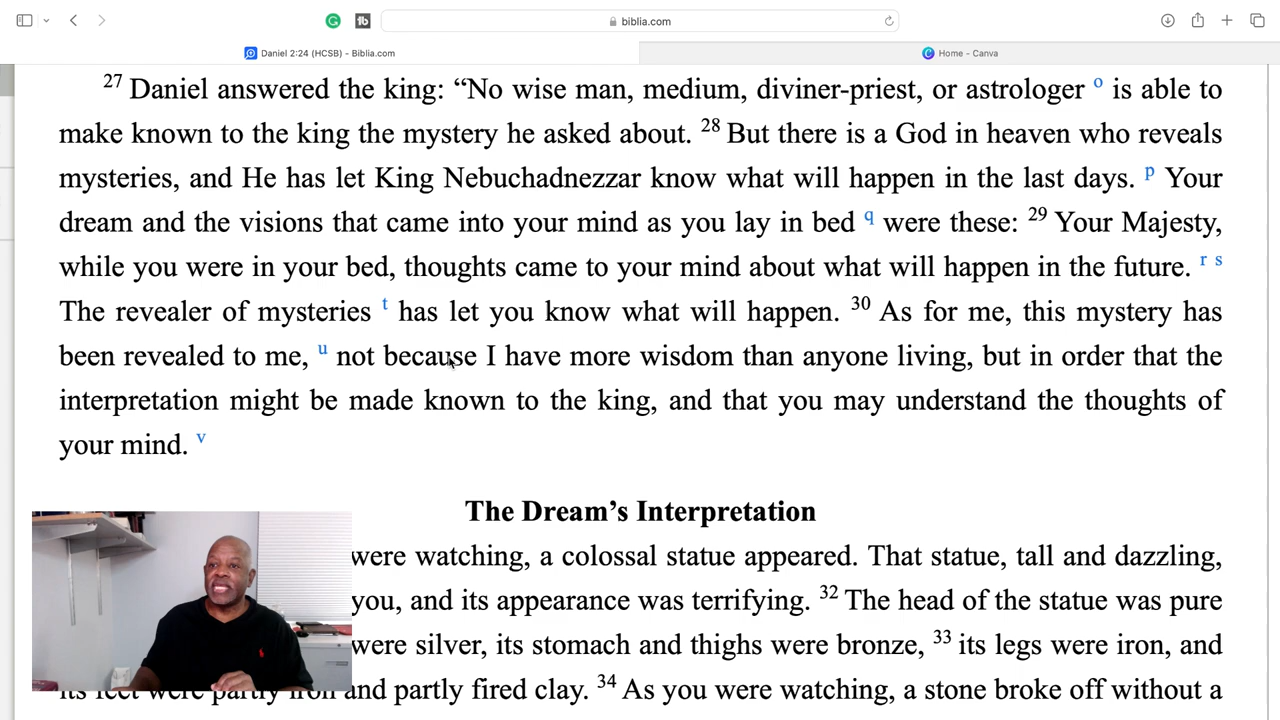 biblia.com
Daniel 2:24 (HCSB) - Biblia.com
Home - Canva
27 Daniel answered the king: “No wise man, medium, diviner-priest, or astrologer o is able to
make known to the king the mystery he asked about. 28 But there is a God in heaven who reveals
mysteries, and He has let King Nebuchadnezzar know what will happen in the last days. p Your
dream and the visions that came into your mind as you lay in bed q were these: 29 Your Majesty,
while you were in your bed, thoughts came to your mind about what will happen in the future. r s
The revealer of mysteries t has let you know what will happen. 30 As for me, this mystery has
been revealed to me, u not because I have more wisdom than anyone living, but in order that the
interpretation might be made known to the king, and that you may understand the thoughts of
your mind. v
The Dream’s Interpretation
were watching, a colossal statue appeared. That statue, tall and dazzling,
you, and its appearance was terrifying. 32 The head of the statue was pure
were silver, its stomach and thighs were bronze, 33 its legs were iron, and
its feet were partly iron and partly fired clay. 34 As you were watching, a stone broke off without a